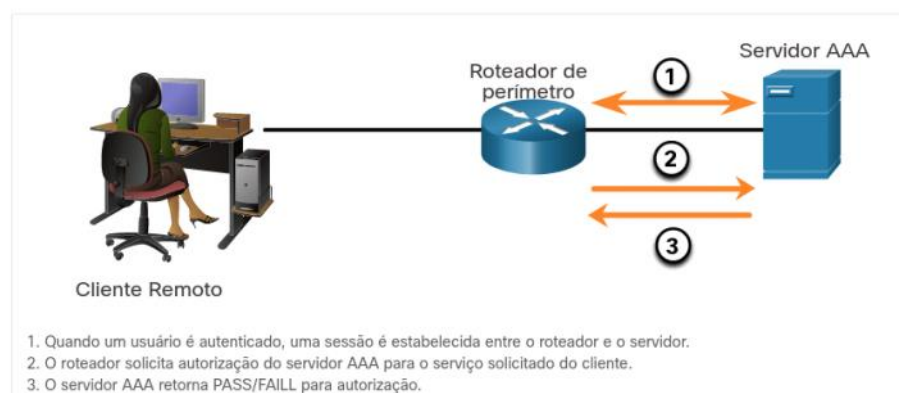 Servidor AAA
Roteador de
perímetro
1
2
3
Cliente Remoto
1. Quando um usuário é autenticado, uma sessão é estabelecida entre o roteador e o servidor.
2. O roteador solicita autorização do servidor AAA para o serviço solicitado do cliente.
3. O servidor AAA retorna PASS/FAILL para autorização.